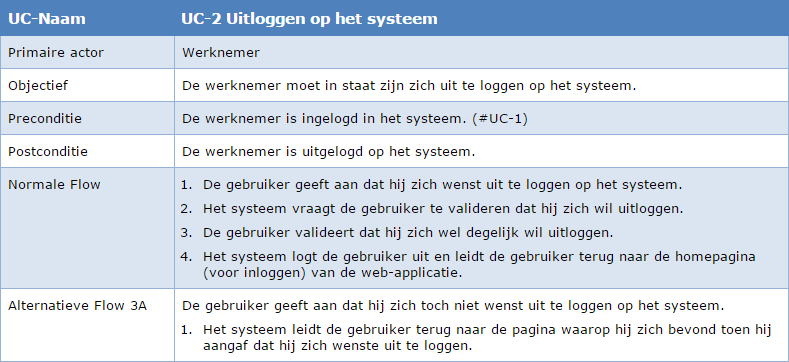 UC-Naam UC-2 Uitloggen op het systeem
Primaire actor Werknemer
Objectief De werknemer moet in staat zijn zich uit te loggen op het systeem.
Preconditie De werknemer is ingelogd in het systeem. (#UC-1)
Postconditie De werknemer is uitgelogd op het systeem.
Normale Flow 1. De gebruiker geeft aan dat hij zich wenst uit te loggen op het systeem.
2. Het systeem vraagt de gebruiker te valideren dat hij zich wil uitloggen.
3. De gebruiker valideert dat hij zich wel degelijk wil uitloggen.
4. Het systeem logt de gebruiker uit en leidt de gebruiker terug naar de homepagina
(voor inloggen) van de web-applicatie.
Alternatieve Flow 3A De gebruiker geeft aan dat hij zich toch niet wenst uit te loggen op het systeem.
1. Het systeem leidt de gebruiker terug naar de pagina waarop hij zich bevond toen hij
aangaf dat hij zich wenste uit te loggen.